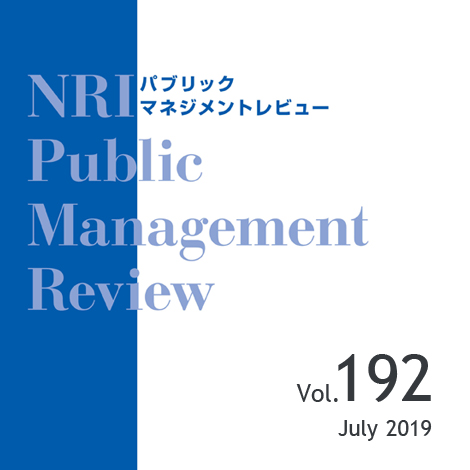 NRI パブリック
マネジメントレビュー
Public
Management
Review
Vol.192
July 2019